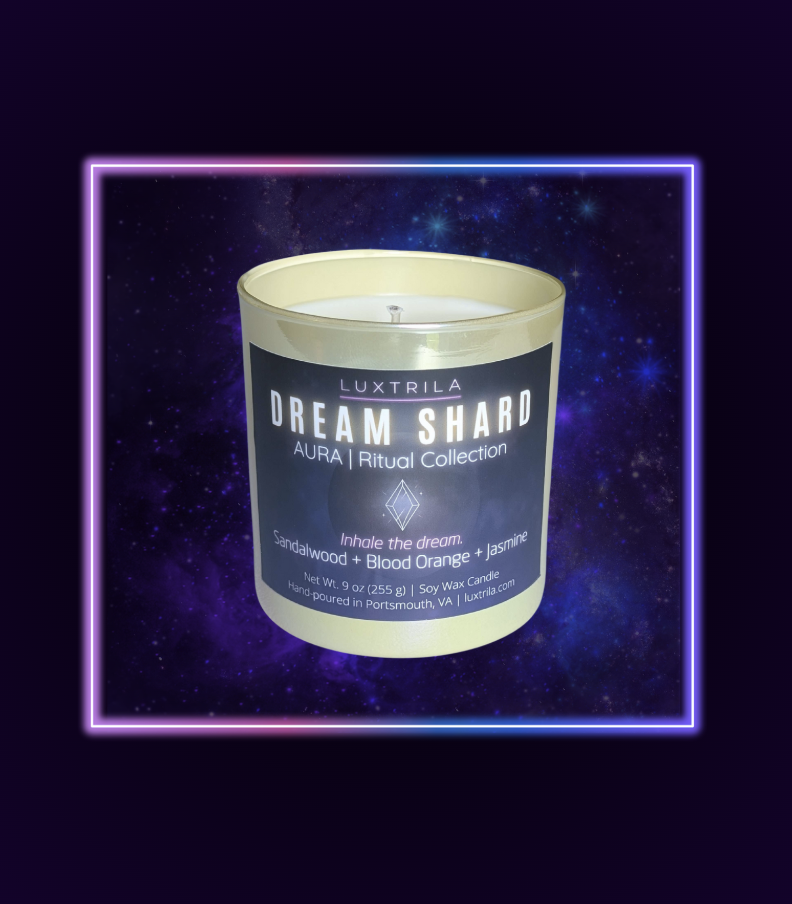 LUXTRILA
DREAM SHARD
AURA | Ritual Collection
Inhale the dream.
Sandalwood + Blood Orange + Jasmine
Net Wt. 9 oz (255 g) | Soy Wax Candle
Hand-poured in Portsmouth, VA | luxtrila.com